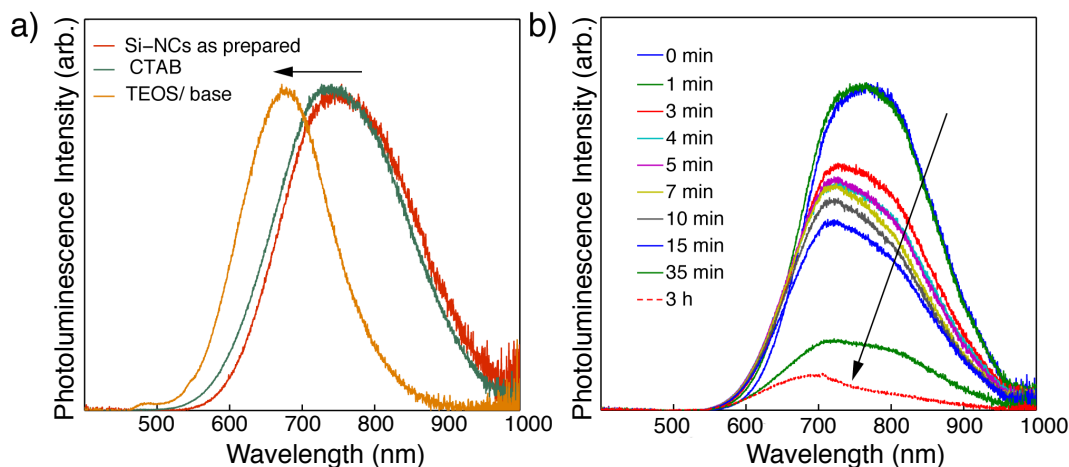 a)
Photoluminescence Intensity (arb.)
Si-NCs as prepared
CTAB
TEOS/ base
500 600 700 800 900 1000
Wavelength (nm)
b)
Photoluminescence Intensity (arb.)
0 min
1 min
3 min
4 min
5 min
7 min
10 min
15 min
35 min
3 h
500 600 700 800 900 1000
Wavelength (nm)